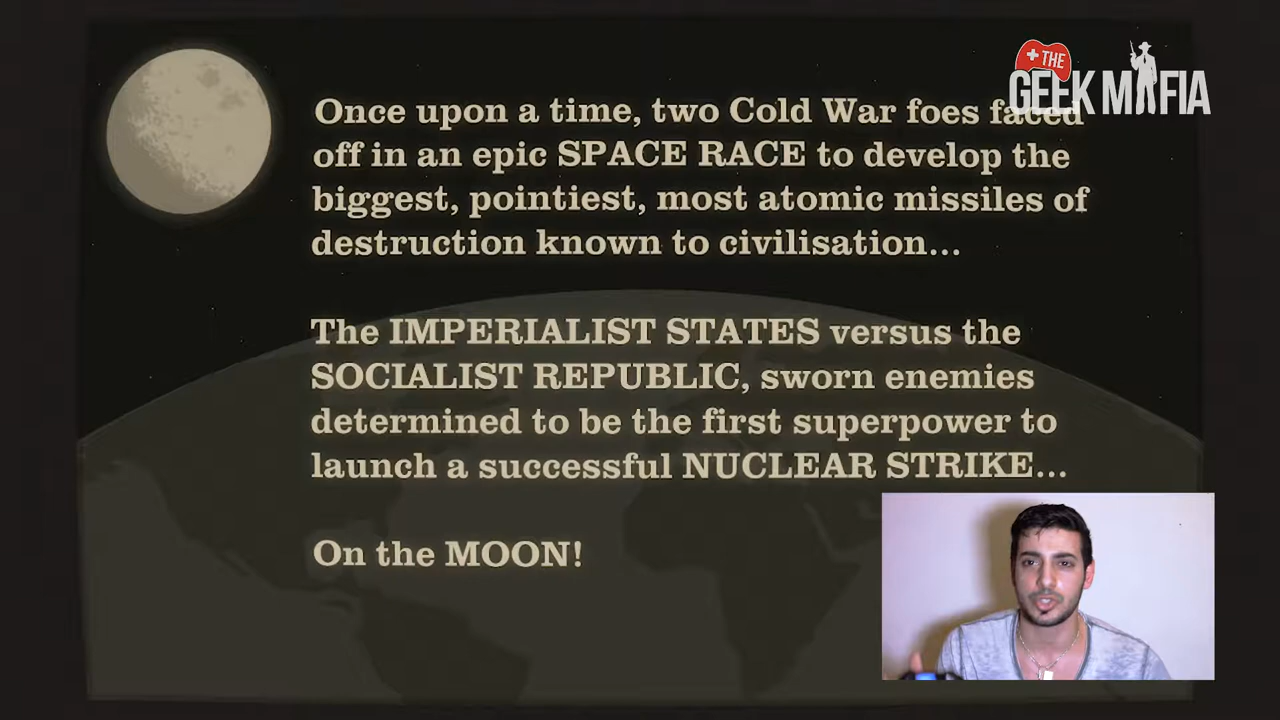 THE
GEEK MAFIA
Once upon a time, two Cold War foes faced
off in an epic SPACE RACE to develop the
biggest, pointiest, most atomic missiles of
destruction known to civilisation...
The IMPERIALIST STATES versus the
SOCIALIST REPUBLIC, sworn enemies
determined to be the first superpower to
launch a successful NUCLEAR STRIKE...
On the MOON!